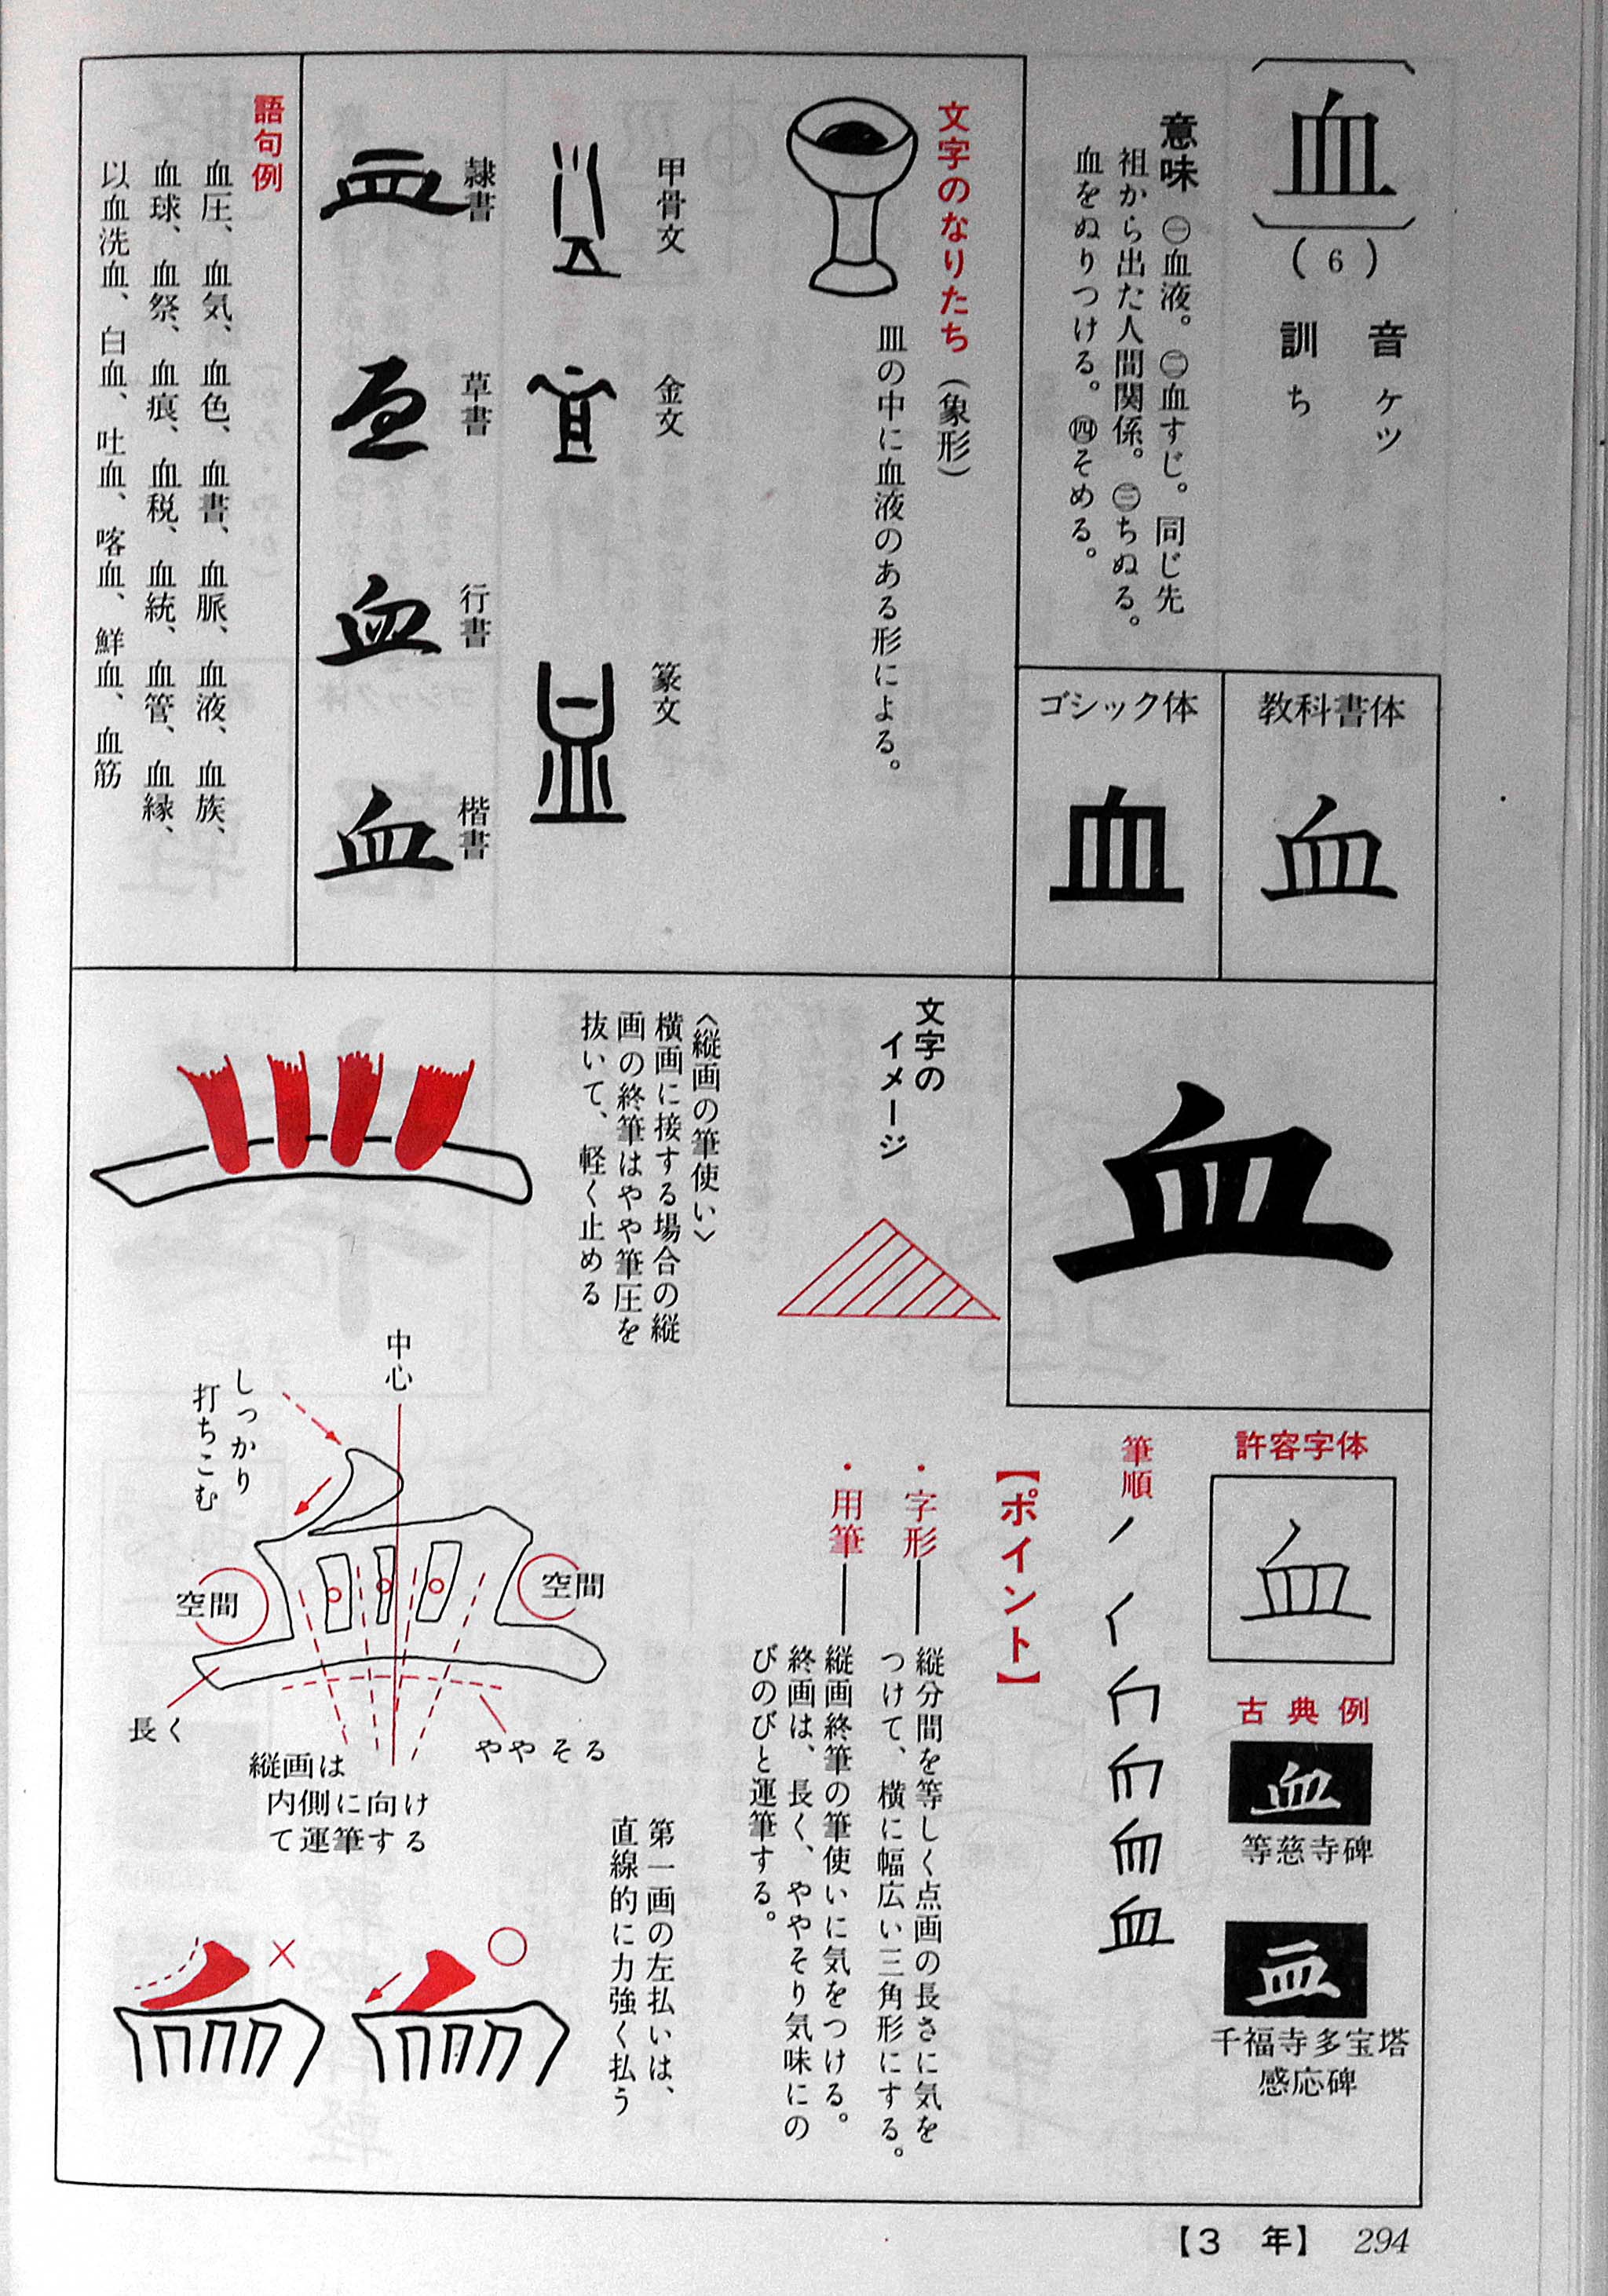 血
(6)
音 ケツ
訓 ち
意味 ㊀血液。㊁血すじ。同じ先
祖から出た人間関係。㊂ちぬる。
血をぬりつける。㊃そめる。
教科書体
血
ゴシック体
血
文字のなりたち(象形)
皿の中に血液のある形による。
甲骨文
金文
篆文
隷書
草書
行書
楷書
血
語句例
血圧、血気、血色、血書、血脈、血液、血族、
血球、血祭、血痕、血税、血統、血管、血縁、
以血洗血、白血、吐血、喀血、鮮血、血筋
血
許容字体
血
古典例
等慈寺碑
千福寺多宝塔
感応碑
筆順
【ポイント】
・字形――縦分間を等しく点画の長さに気を
つけて、横に幅広い三角形にする。
・用筆――縦画終筆の筆使いに気をつける。
終画は、長く、ややそり気味にの
びのびと運筆する。
文字の
イメージ
〈縦画の筆使い〉
横画に接する場合の縦
画の終筆はやや筆圧を
抜いて、軽く止める
中心
しっかり
打ちこむ
空間
空間
長く
ややそる
縦画は
内側に向け
て運筆する
第一画の左払いは、
直線的に力強く払う
○
×
【3 年】 294